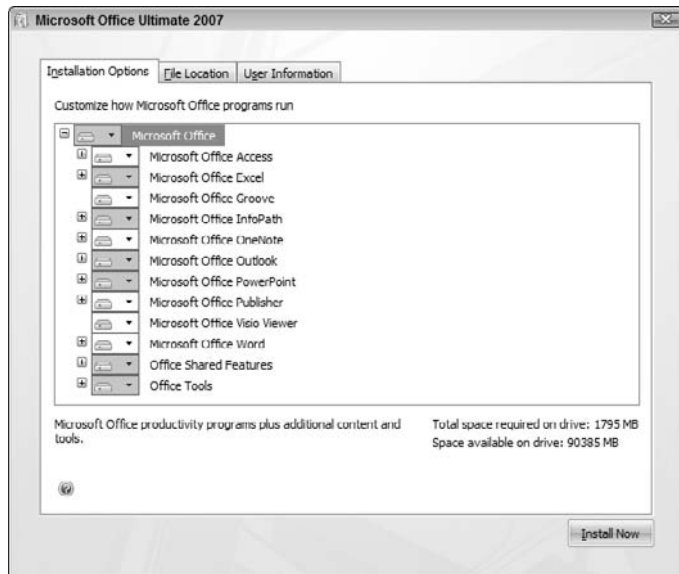 Microsoft Office Ultimate 2007
Installation Options File Location User Information
Customize how Microsoft Office programs run
Microsoft Office
Microsoft Office Access
Microsoft Office Excel
Microsoft Office Groove
Microsoft Office InfoPath
Microsoft Office OneNote
Microsoft Office Outlook
Microsoft Office PowerPoint
Microsoft Office Publisher
Microsoft Office Visio Viewer
Microsoft Office Word
Office Shared Features
Office Tools
Microsoft Office productivity programs plus additional content and
tools.
Total space required on drive: 1795 MB
Space available on drive: 90385 MB
Install Now